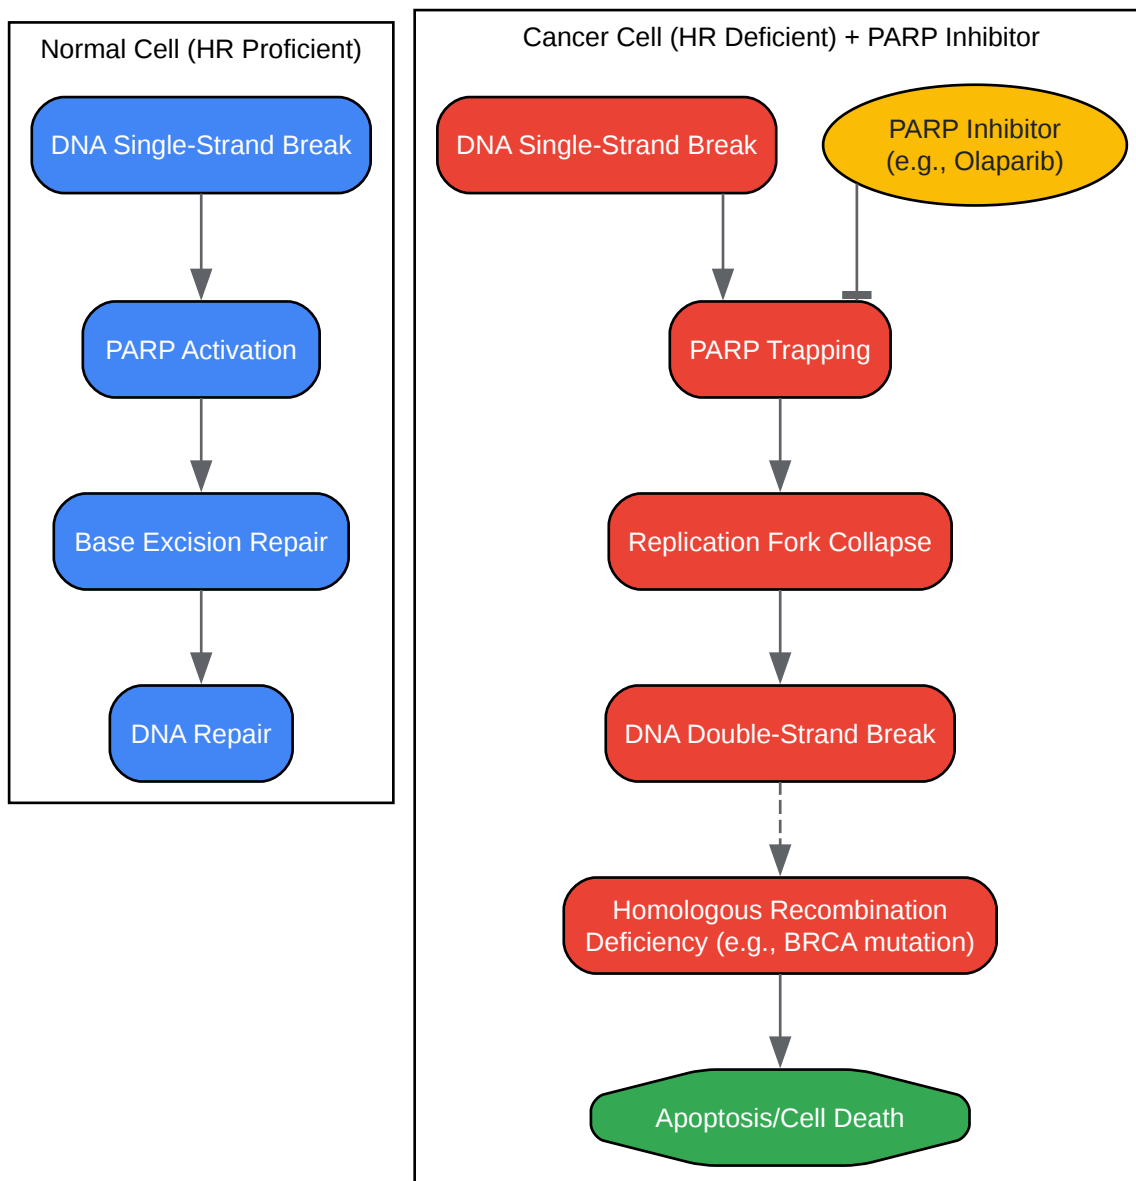 Normal Cell (HR Proficient)
DNA Single-Strand Break
PARP Activation
Base Excision Repair
DNA Repair
Cancer Cell (HR Deficient) + PARP Inhibitor
DNA Single-Strand Break
PARP Inhibitor
(e.g., Olaparib)
PARP Trapping
Replication Fork Collapse
DNA Double-Strand Break
Homologous Recombination
Deficiency (e.g., BRCA mutation)
Apoptosis/Cell Death